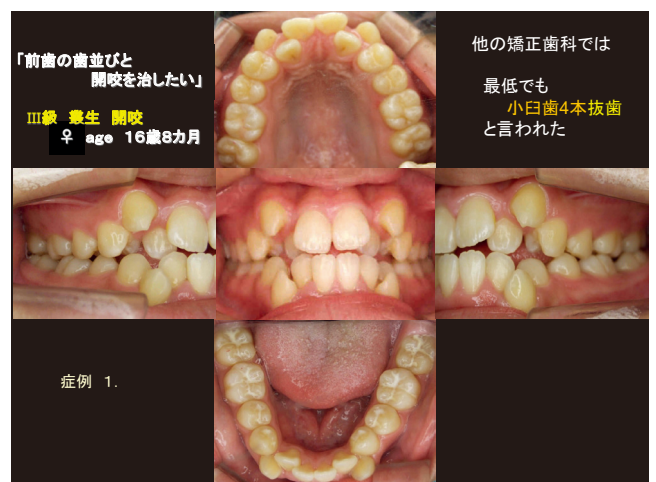 「前歯の歯並びと
開咬を治したい」
III級 叢生 開咬
♀ age 16歳8カ月
他の矯正歯科では
最低でも
小臼歯4本抜歯
と言われた
症例 1.